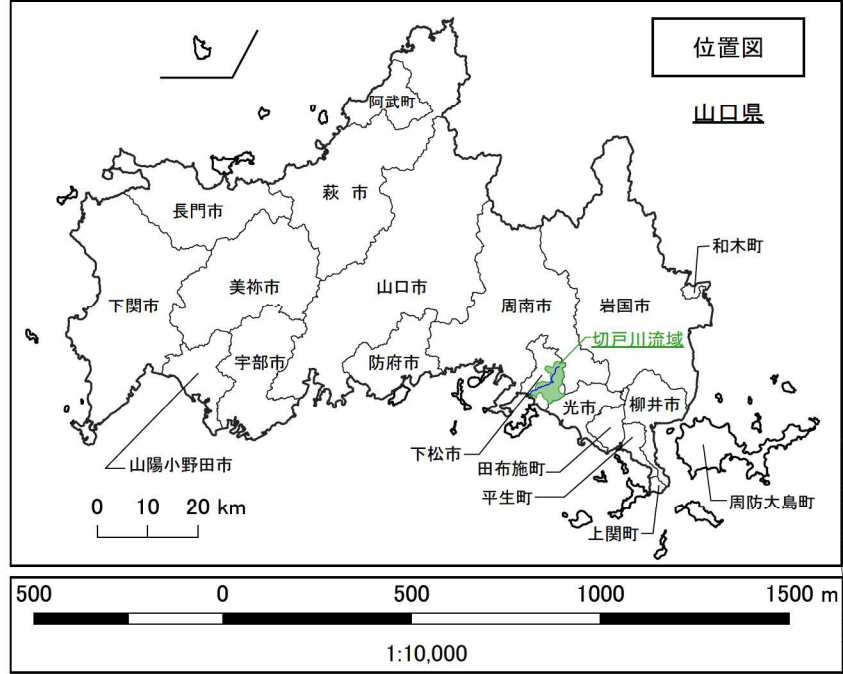 位置図
山口県
阿武町
萩 市
長門市
和木町
下関市
美祢市
山口市
周南市
岩国市
切戸川流域
宇部市
防府市
光市
柳井市
下松市
山陽小野田市
田布施町
平生町
周防大島町
上関町
0 10 20 km
500 0 500 1000 1500 m
1:10,000